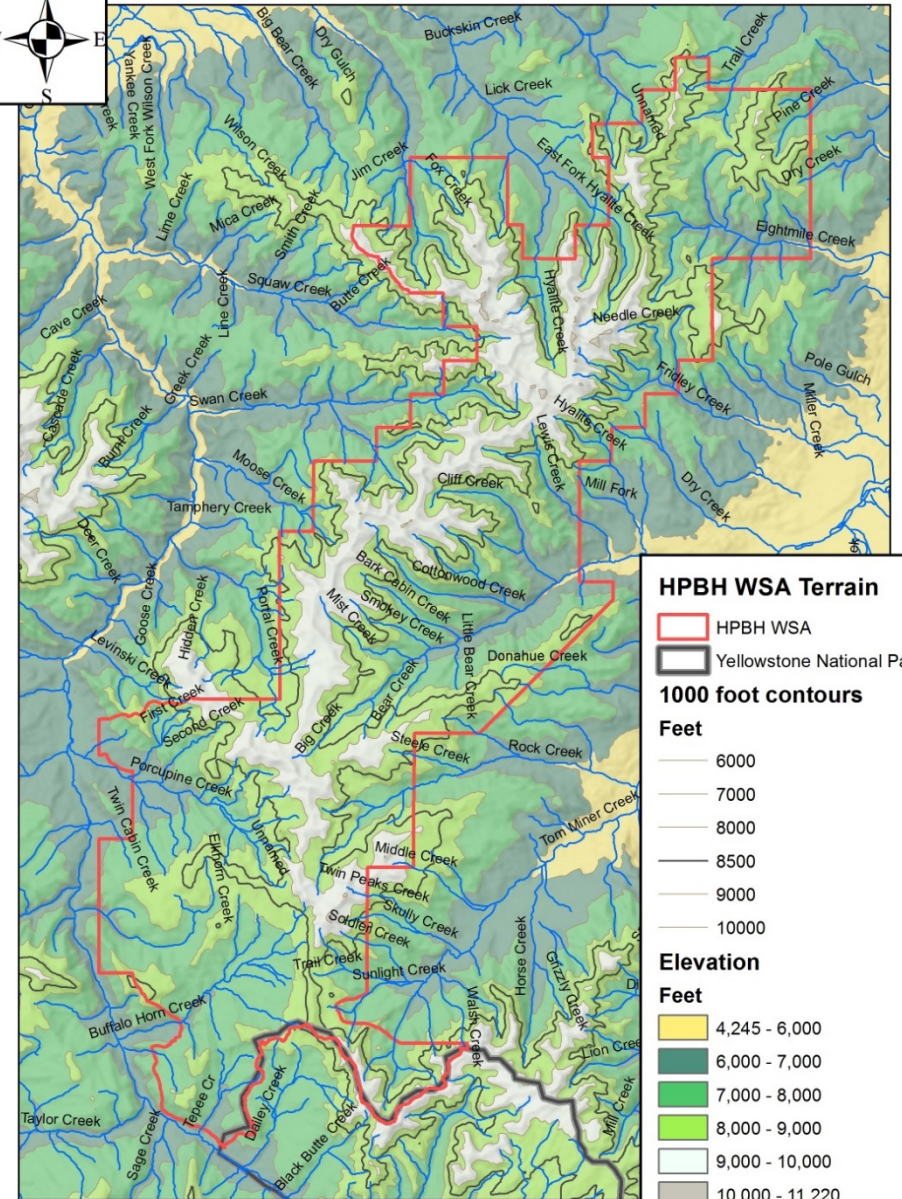 E
S
Buckskin Creek
Big Bear Creek
Dry Gulch
Trail Creek
Lick Creek
Yankee Creek
West Fork Wilson Creek
Unnamed
Pine Creek
Wilson Creek
Jim Creek
Fox Creek
East Fork Hyalite Creek
Dry Creek
Lime Creek
Mica Creek
Smith Creek
Eightmile Creek
Squaw Creek
Butte Creek
Line Creek
Hyalite Creek
Needle Creek
Cave Creek
Greek Creek
Cascade Creek
Swan Creek
Fridley Creek
Pole Gulch
Miller Creek
Burnt Creek
Hyalite Creek
Lewis Creek
Moose Creek
Cliff Creek
Mill Fork
Dry Creek
Tamphery Creek
Deer Creek
Goose Creek
Hidden Creek
Portal Creek
Bark Cabin Creek
Cottonwood Creek
Smokey Creek
Mist Creek
Little Bear Creek
Donahue Creek
Levinski Creek
First Creek
Second Creek
Big Creek
Bear Creek
Steele Creek
Rock Creek
Porcupine Creek
Twin Cabin Creek
Unnamed
Elkhorn Creek
Tom Miner Creek
Middle Creek
Twin Peaks Creek
Skully Creek
Soldier Creek
Trail Creek
Sunlight Creek
Horse Creek
Grizzly Creek
Walsh Creek
Buffalo Horn Creek
Tepee Cr
Dailey Creek
Lion Cree
Mill Creek
Taylor Creek
Sage Creek
Black Butte Creek
HPBH WSA Terrain
HPBH WSA
Yellowstone National Pa
1000 foot contours
Feet
6000
7000
8000
8500
9000
10000
Elevation
Feet
4,245 - 6,000
6,000 - 7,000
7,000 - 8,000
8,000 - 9,000
9,000 - 10,000
10,000 - 11,220